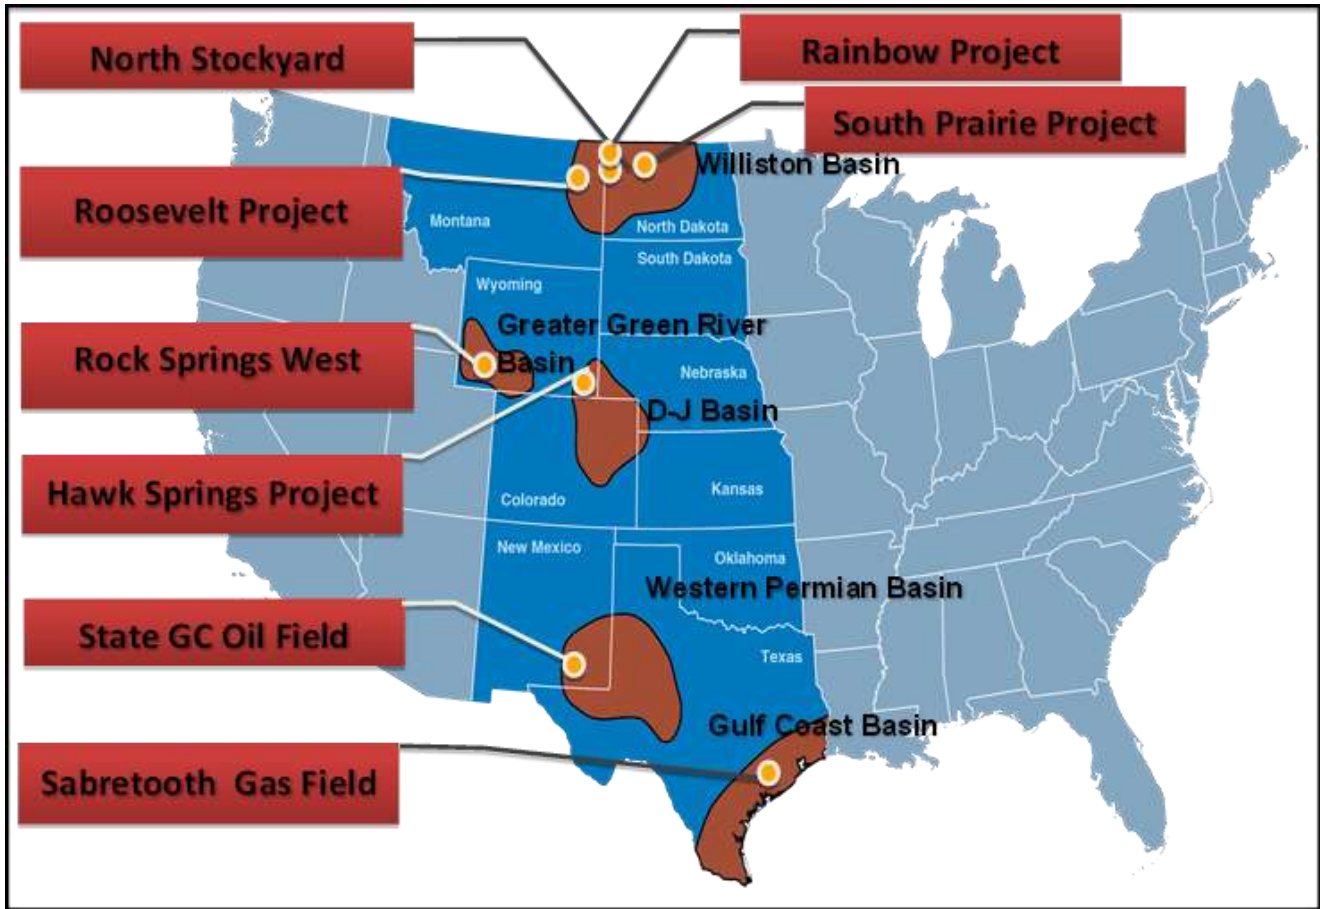 North Stockyard
Rainbow Project
South Prairie Project
Williston Basin
Roosevelt Project
Montana
North Dakota
South Dakota
Wyoming
Greater Green River
Basin
Rock Springs West
Nebraska
D-J Basin
Hawk Springs Project
Kansas
Colorado
New Mexico
Oklahoma
Western Permian Basin
State GC Oil Field
Texas
Gulf Coast Basin
Sabretooth  Gas Field